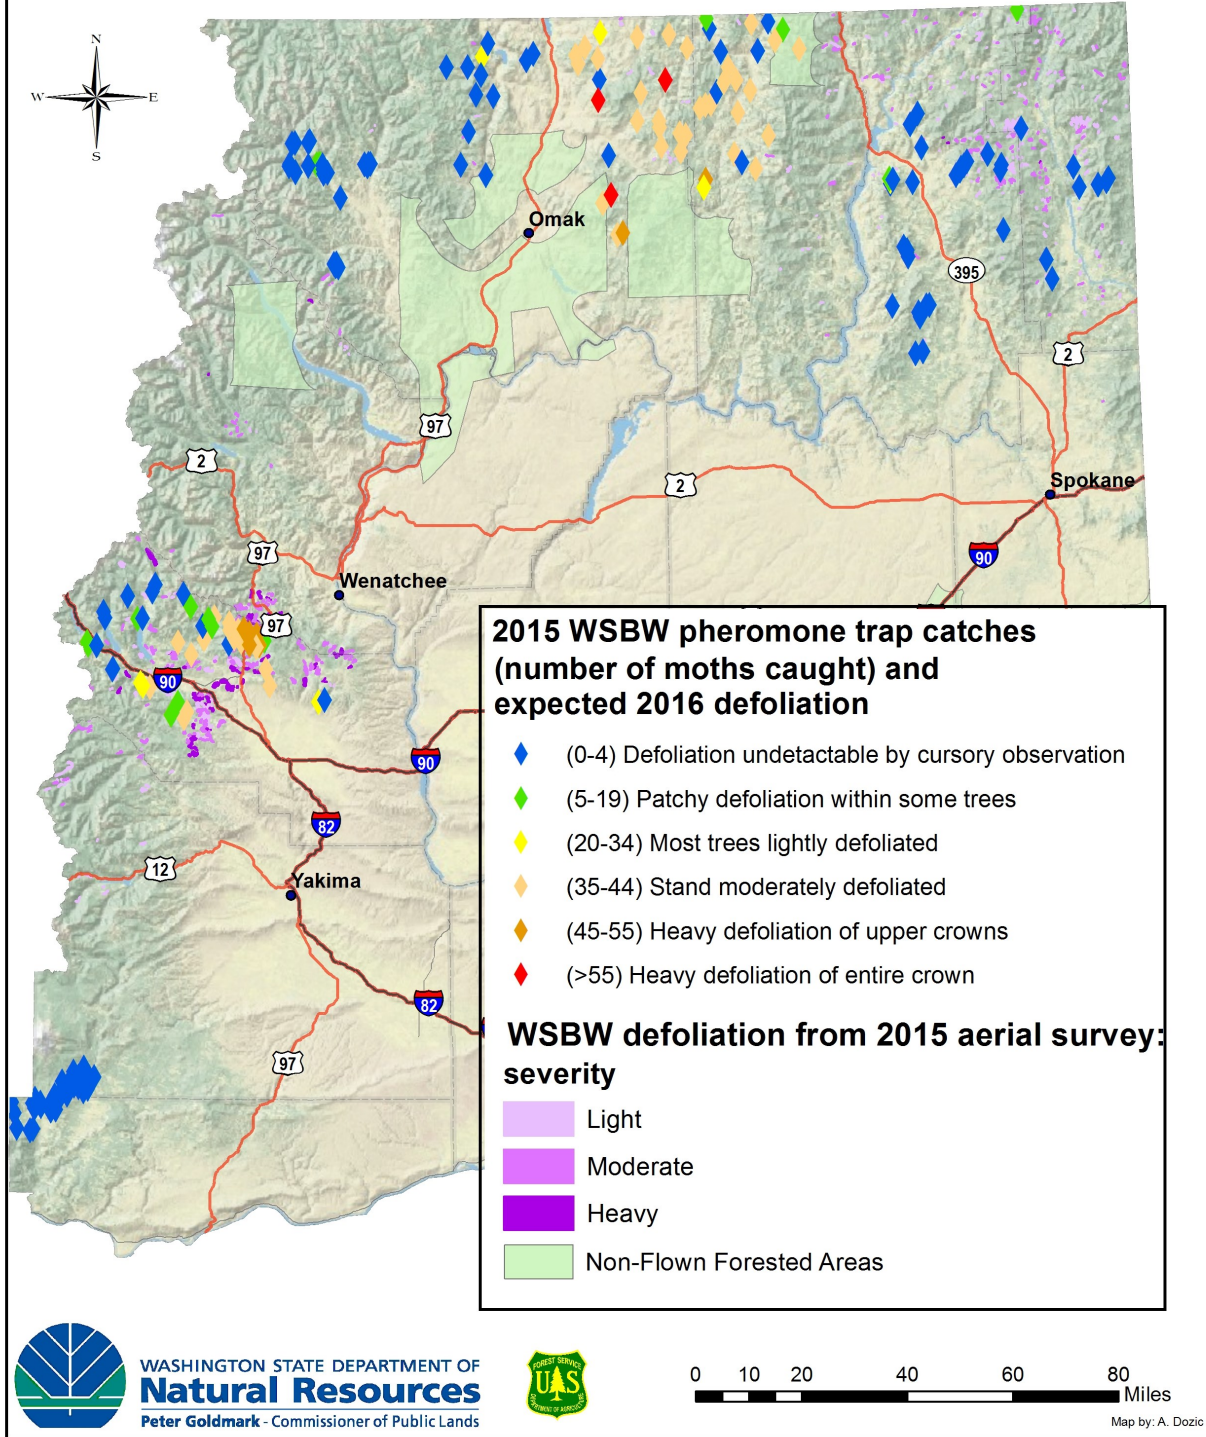 N
W
E
S
Omak
395
2
97
2
2
Spokane
97
90
Wenatchee
97
90
90
82
12
Yakima
82
97
2015 WSBW pheromone trap catches
(number of moths caught) and
expected 2016 defoliation
(0-4) Defoliation undetactable by cursory observation
(5-19) Patchy defoliation within some trees
(20-34) Most trees lightly defoliated
(35-44) Stand moderately defoliated
(45-55) Heavy defoliation of upper crowns
(>55) Heavy defoliation of entire crown
WSBW defoliation from 2015 aerial survey:
severity
Light
Moderate
Heavy
Non-Flown Forested Areas
WASHINGTON STATE DEPARTMENT OF
Natural Resources
Peter Goldmark - Commissioner of Public Lands
FOREST SERVICE
U S
DEPARTMENT OF AGRICULTURE
0 10 20 40 60 80
Miles
Map by: A. Dozic